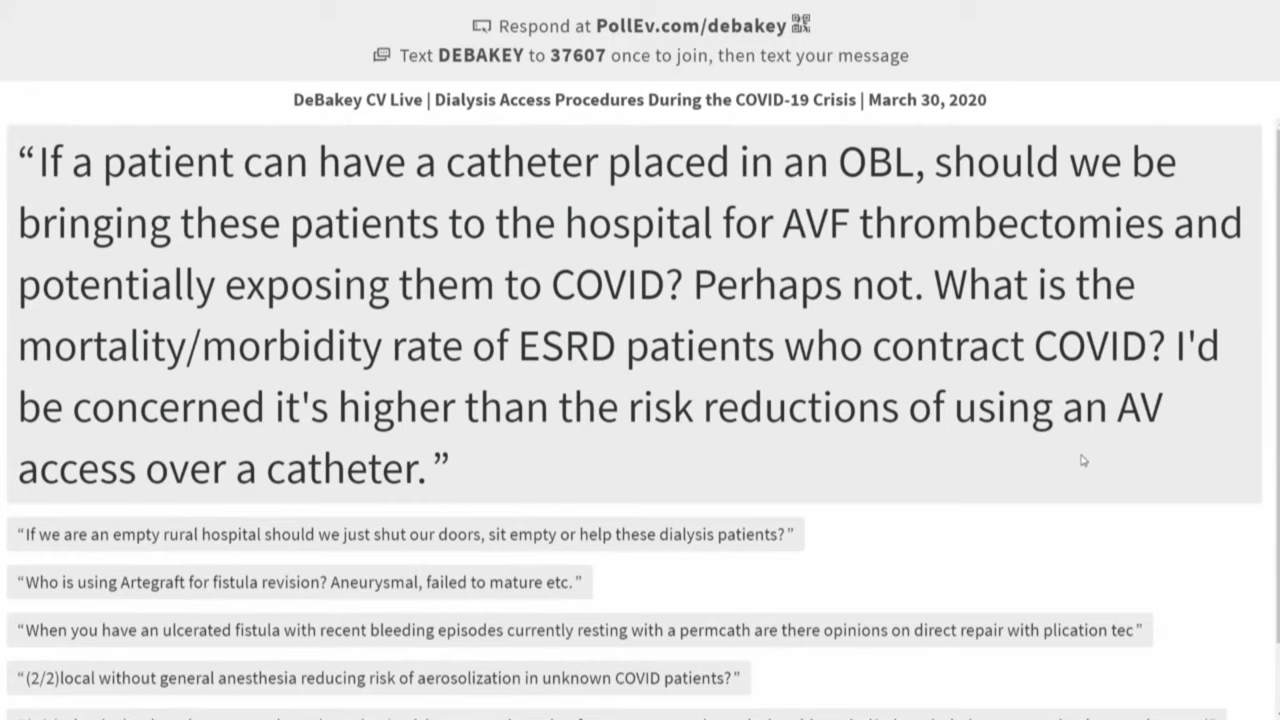 Respond at PollEv.com/debakey
Text DEBAKEY to 37607 once to join, then text your message
DeBakey CV Live | Dialysis Access Procedures During the COVID-19 Crisis | March 30, 2020
“If a patient can have a catheter placed in an OBL, should we be
bringing these patients to the hospital for AVF thrombectomies and
potentially exposing them to COVID? Perhaps not. What is the
mortality/morbidity rate of ESRD patients who contract COVID? I'd
be concerned it's higher than the risk reductions of using an AV
access over a catheter.”
“If we are an empty rural hospital should we just shut our doors, sit empty or help these dialysis patients?”
“Who is using Artegraft for fistula revision? Aneurysmal, failed to mature etc.”
“When you have an ulcerated fistula with recent bleeding episodes currently resting with a permcath are there opinions on direct repair with plication tec”
“(2/2)local without general anesthesia reducing risk of aerosolization in unknown COVID patients?”